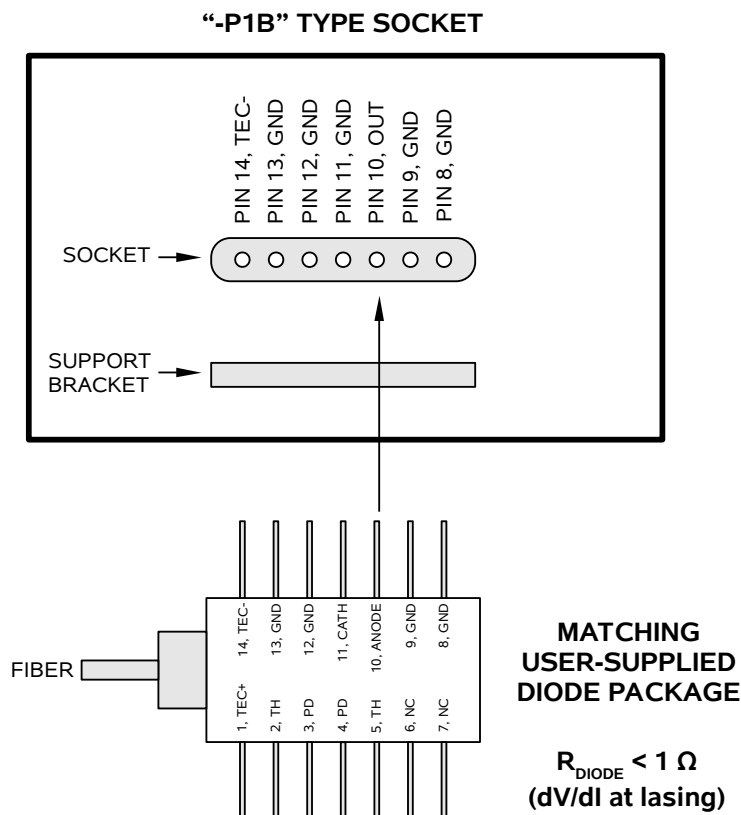 “-P1B” TYPE SOCKET
PIN 14, TEC-
PIN 13, GND
PIN 12, GND
PIN 11, GND
PIN 10, OUT
PIN 9, GND
PIN 8, GND
SOCKET
SUPPORT
BRACKET
14, TEC-
13, GND
12, GND
11, CATH
10, ANODE
9, GND
8, GND
FIBER
1, TEC+
2, TH
3, PD
4, PD
5, TH
6, NC
7, NC
MATCHING
USER-SUPPLIED
DIODE PACKAGE
R_DIODE < 1 Ω
(dV/dI at lasing)